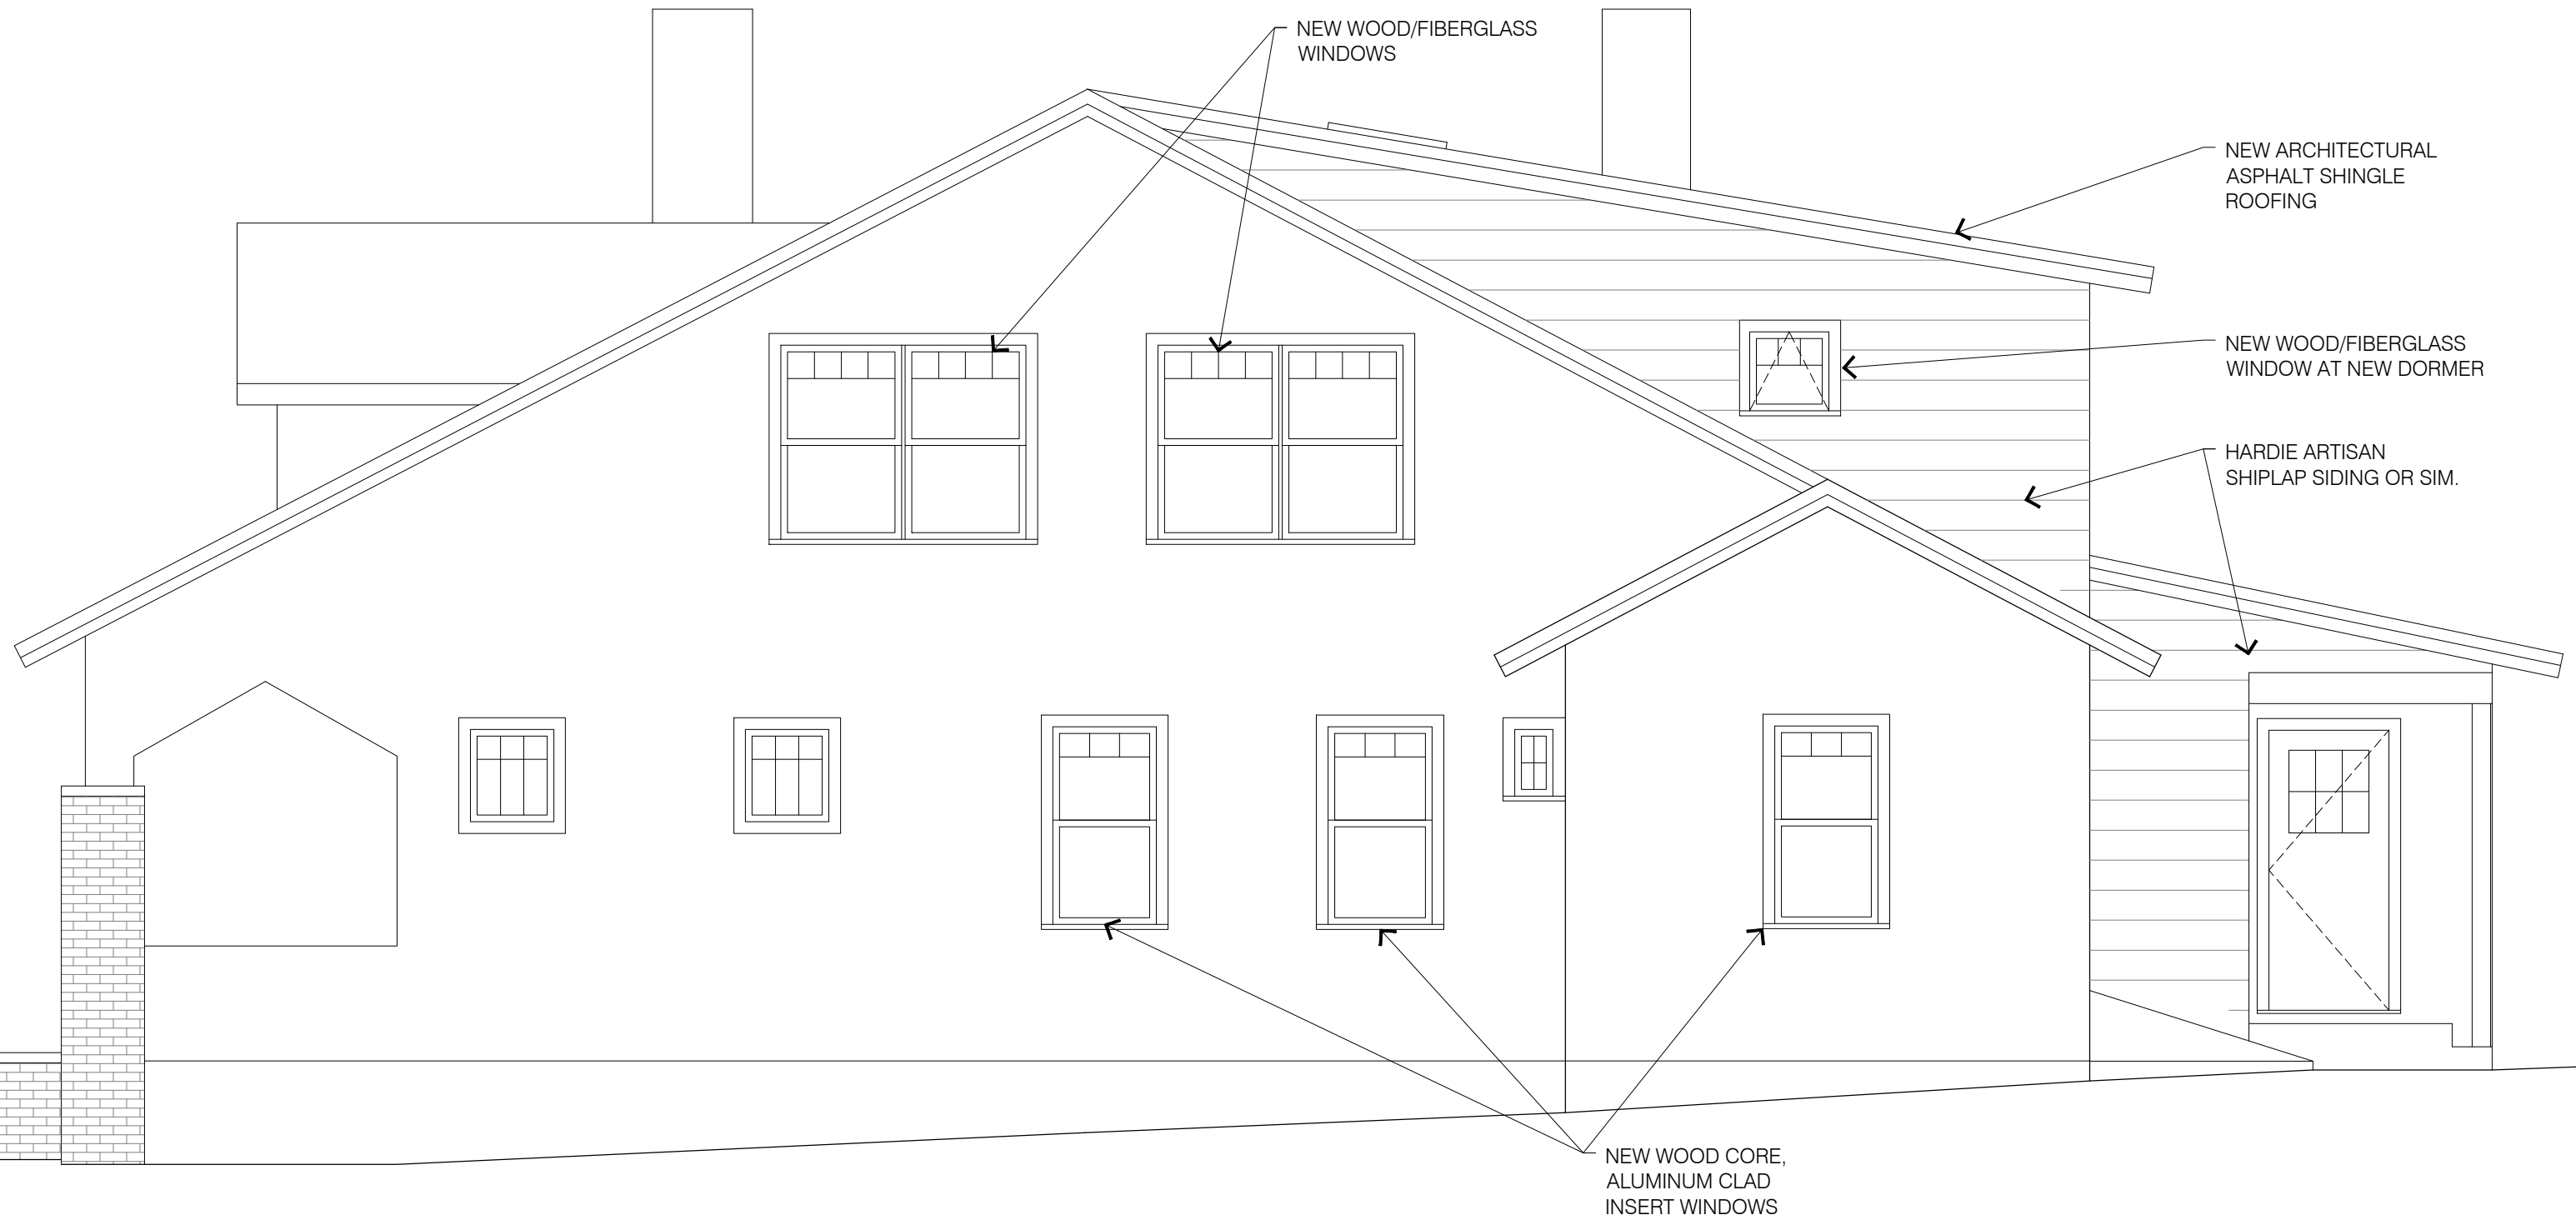 NEW WOOD/FIBERGLASS
WINDOWS
NEW ARCHITECTURAL
ASPHALT SHINGLE
ROOFING
NEW WOOD/FIBERGLASS
WINDOW AT NEW DORMER
HARDIE ARTISAN
SHIPLAP SIDING OR SIM.
NEW WOOD CORE,
ALUMINUM CLAD
INSERT WINDOWS